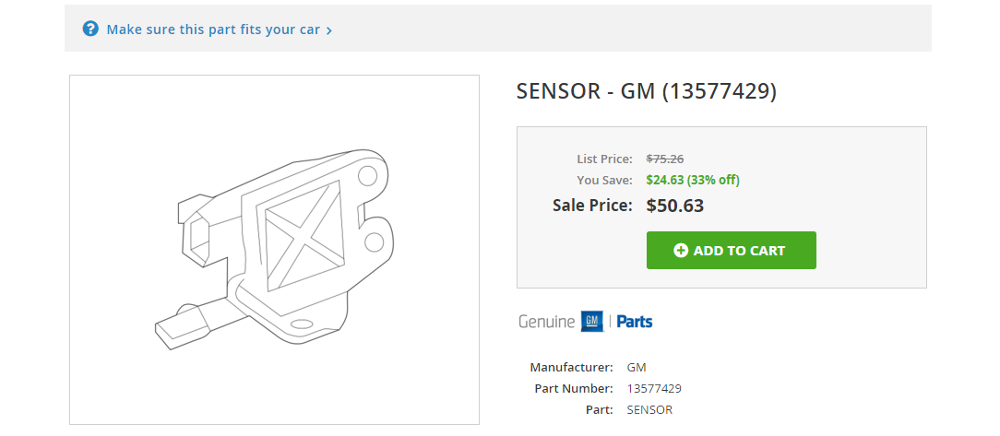 ? Make sure this part fits your car >
SENSOR - GM (13577429)
List Price: $75.26
You Save: $24.63 (33% off)
Sale Price: $50.63
ADD TO CART
Genuine GM | Parts
Manufacturer: GM
Part Number: 13577429
Part: SENSOR